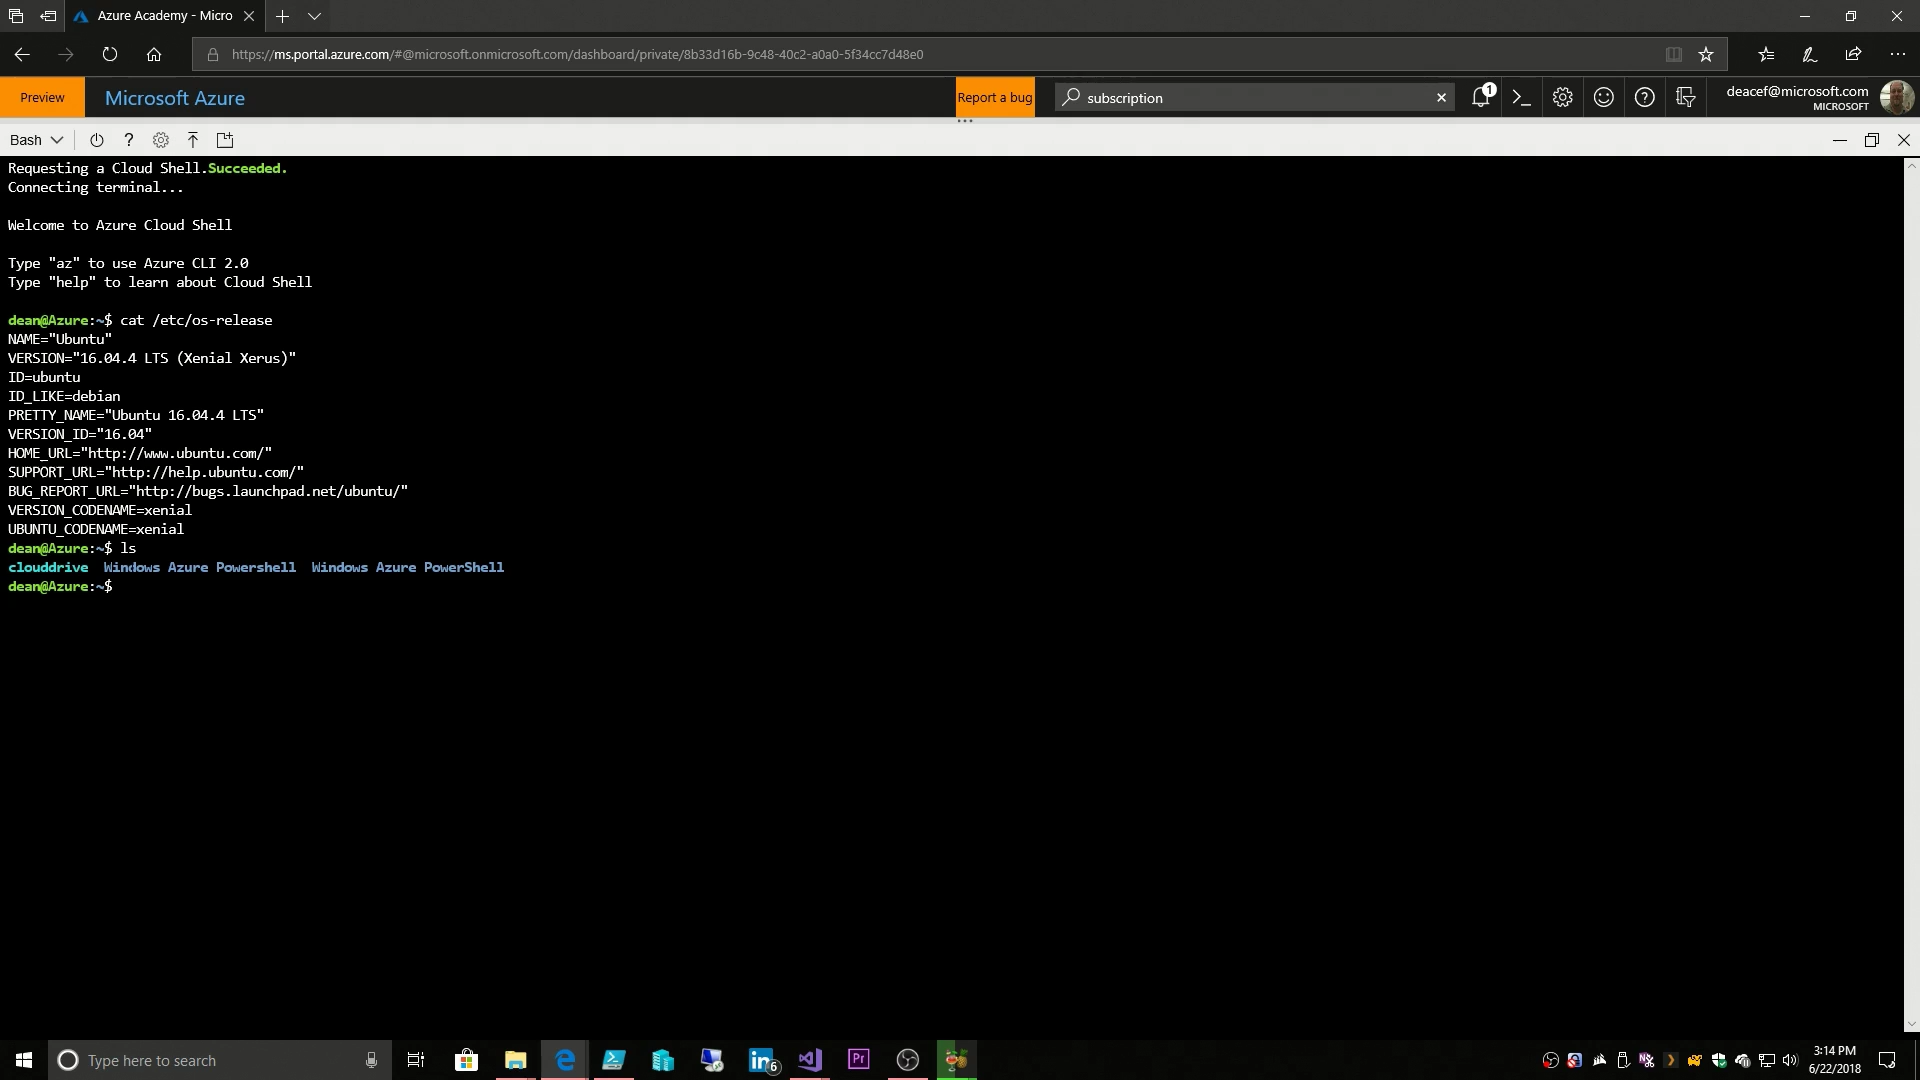 Azure Academy - Micro
https://ms.portal.azure.com/#@microsoft.onmicrosoft.com/dashboard/private/8b33d16b-9c48-40c2-a0a0-5f34cc7d48e0
Preview
Microsoft Azure
Report a bug
subscription
1
deacef@microsoft.com
MICROSOFT
Bash
Requesting a Cloud Shell.Succeeded.
Connecting terminal...
Welcome to Azure Cloud Shell
Type "az" to use Azure CLI 2.0
Type "help" to learn about Cloud Shell
dean@Azure:~$ cat /etc/os-release
NAME="Ubuntu"
VERSION="16.04.4 LTS (Xenial Xerus)"
ID=ubuntu
ID_LIKE=debian
PRETTY_NAME="Ubuntu 16.04.4 LTS"
VERSION_ID="16.04"
HOME_URL="http://www.ubuntu.com/"
SUPPORT_URL="http://help.ubuntu.com/"
BUG_REPORT_URL="http://bugs.launchpad.net/ubuntu/"
VERSION_CODENAME=xenial
UBUNTU_CODENAME=xenial
dean@Azure:~$ ls
clouddrive  Windows Azure Powershell  Windows Azure PowerShell
dean@Azure:~$
Type here to search
in
6
Pr
3:14 PM
6/22/2018